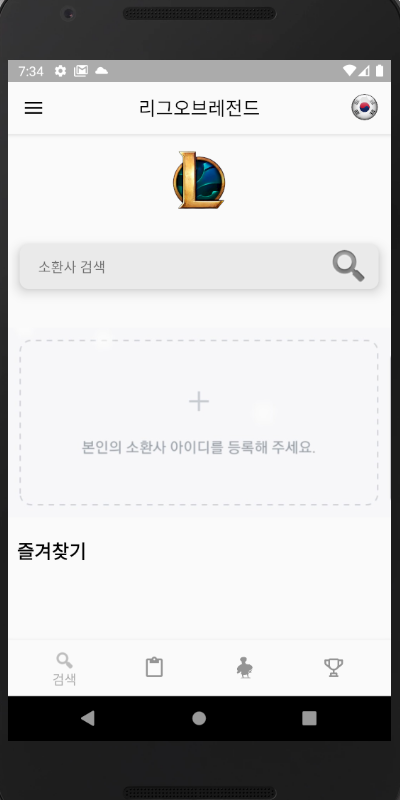 7:34
리그오브레전드
소환사 검색
본인의 소환사 아이디를 등록해 주세요.
즐겨찾기
검색